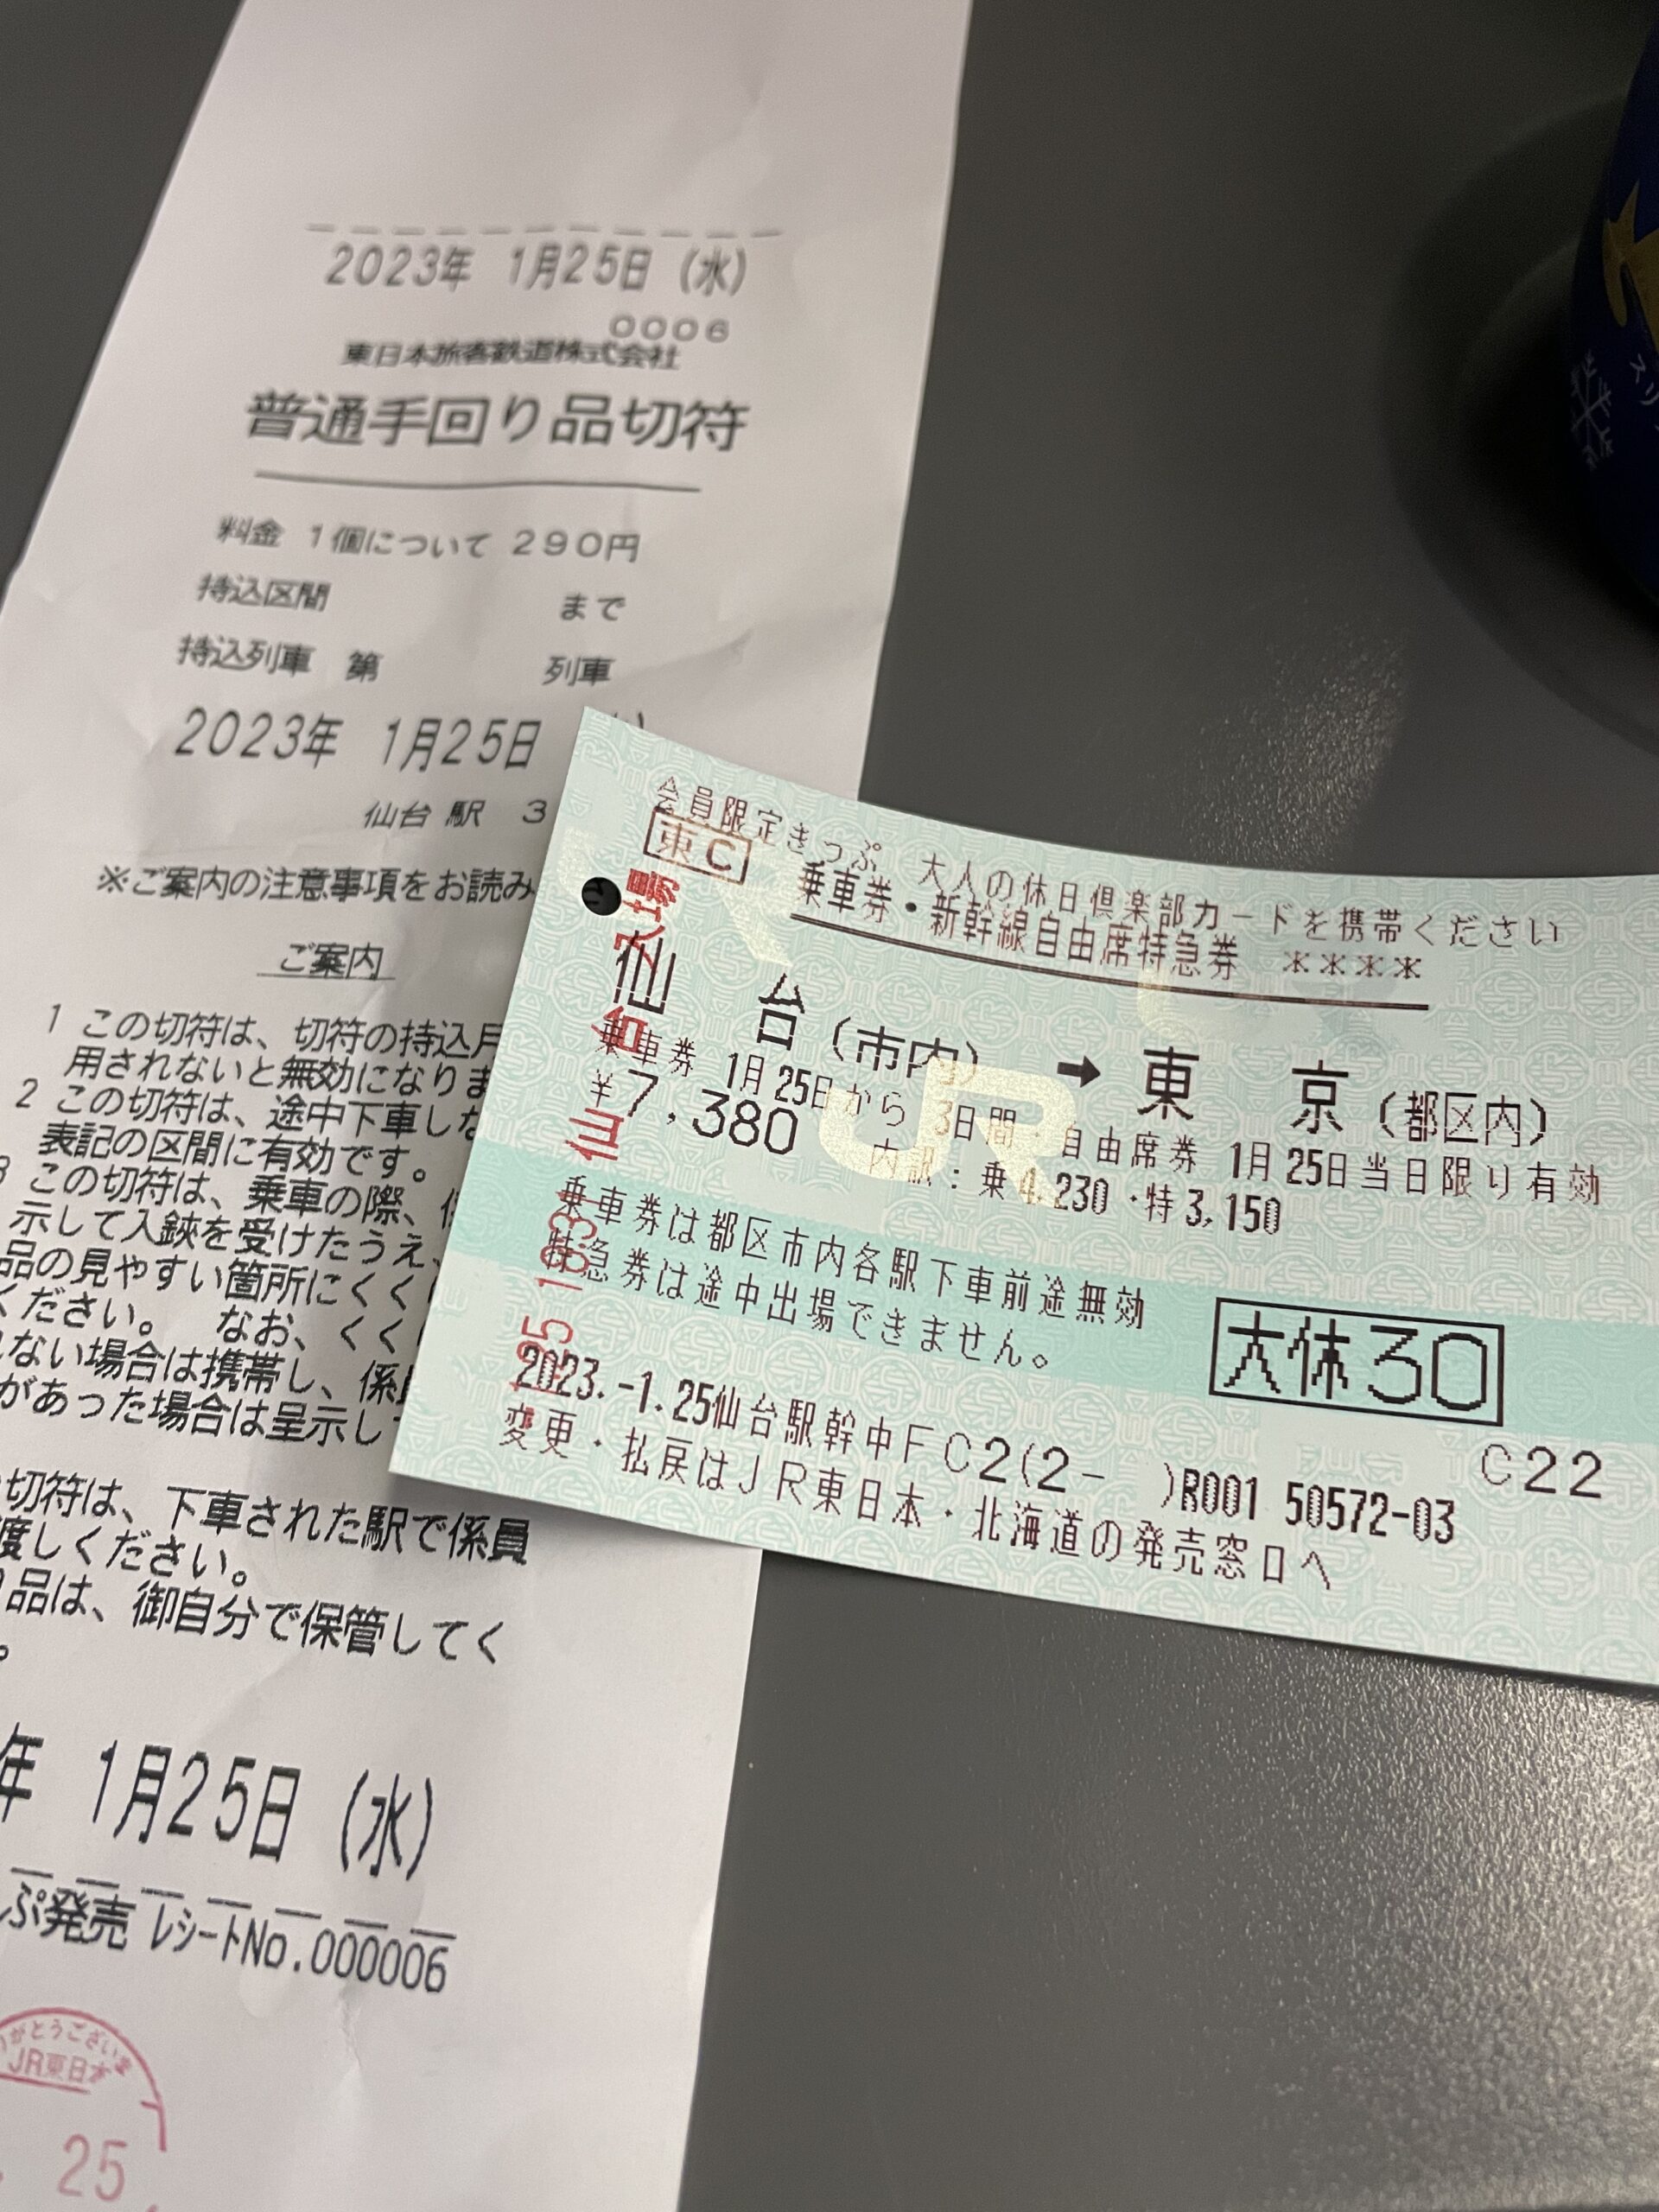 2023年 1月25日 (水)
0006
東日本旅客鉄道株式会社
普通手回り品切符
料金 1個について 290円
持込区間 まで
持込列車 第 列車
2023年 1月25日
仙台駅 3
※ご案内の注意事項をお読み
ご案内
1 この切符は、切符の持込月
用されないと無効になりま
2 この切符は、途中下車しな
表記の区間に有効です。
3 この切符は、乗車の際、
示して入鋏を受けたうえ、
品の見やすい箇所にくく
ください。 なお、くく
ない場合は携帯し、係員
があった場合は呈示し
切符は、下車された駅で係員
渡しください。
品は、御自分で保管してく
。
年 1月25日 (水)
ぷ発売 レシートNo.000006
JR東日本
25
会員限定きっぷ 大人の休日倶楽部カードを携帯ください
東C
乗車券・新幹線自由席特急券 ****
仙台(市内) → 東京(都区内)
乗車券 1月25日から 3日間 自由席券 1月25日当日限り有効
¥7,380 内訳:乗4,230・特3,150
乗車券は都区市内各駅下車前途無効
特急券は途中出場できません。
大休30
2023.-1.25仙台駅幹中FC2(2- )R001 50572-03
C22
変更・払戻はJR東日本・北海道の発売窓口へ
JR
スリ